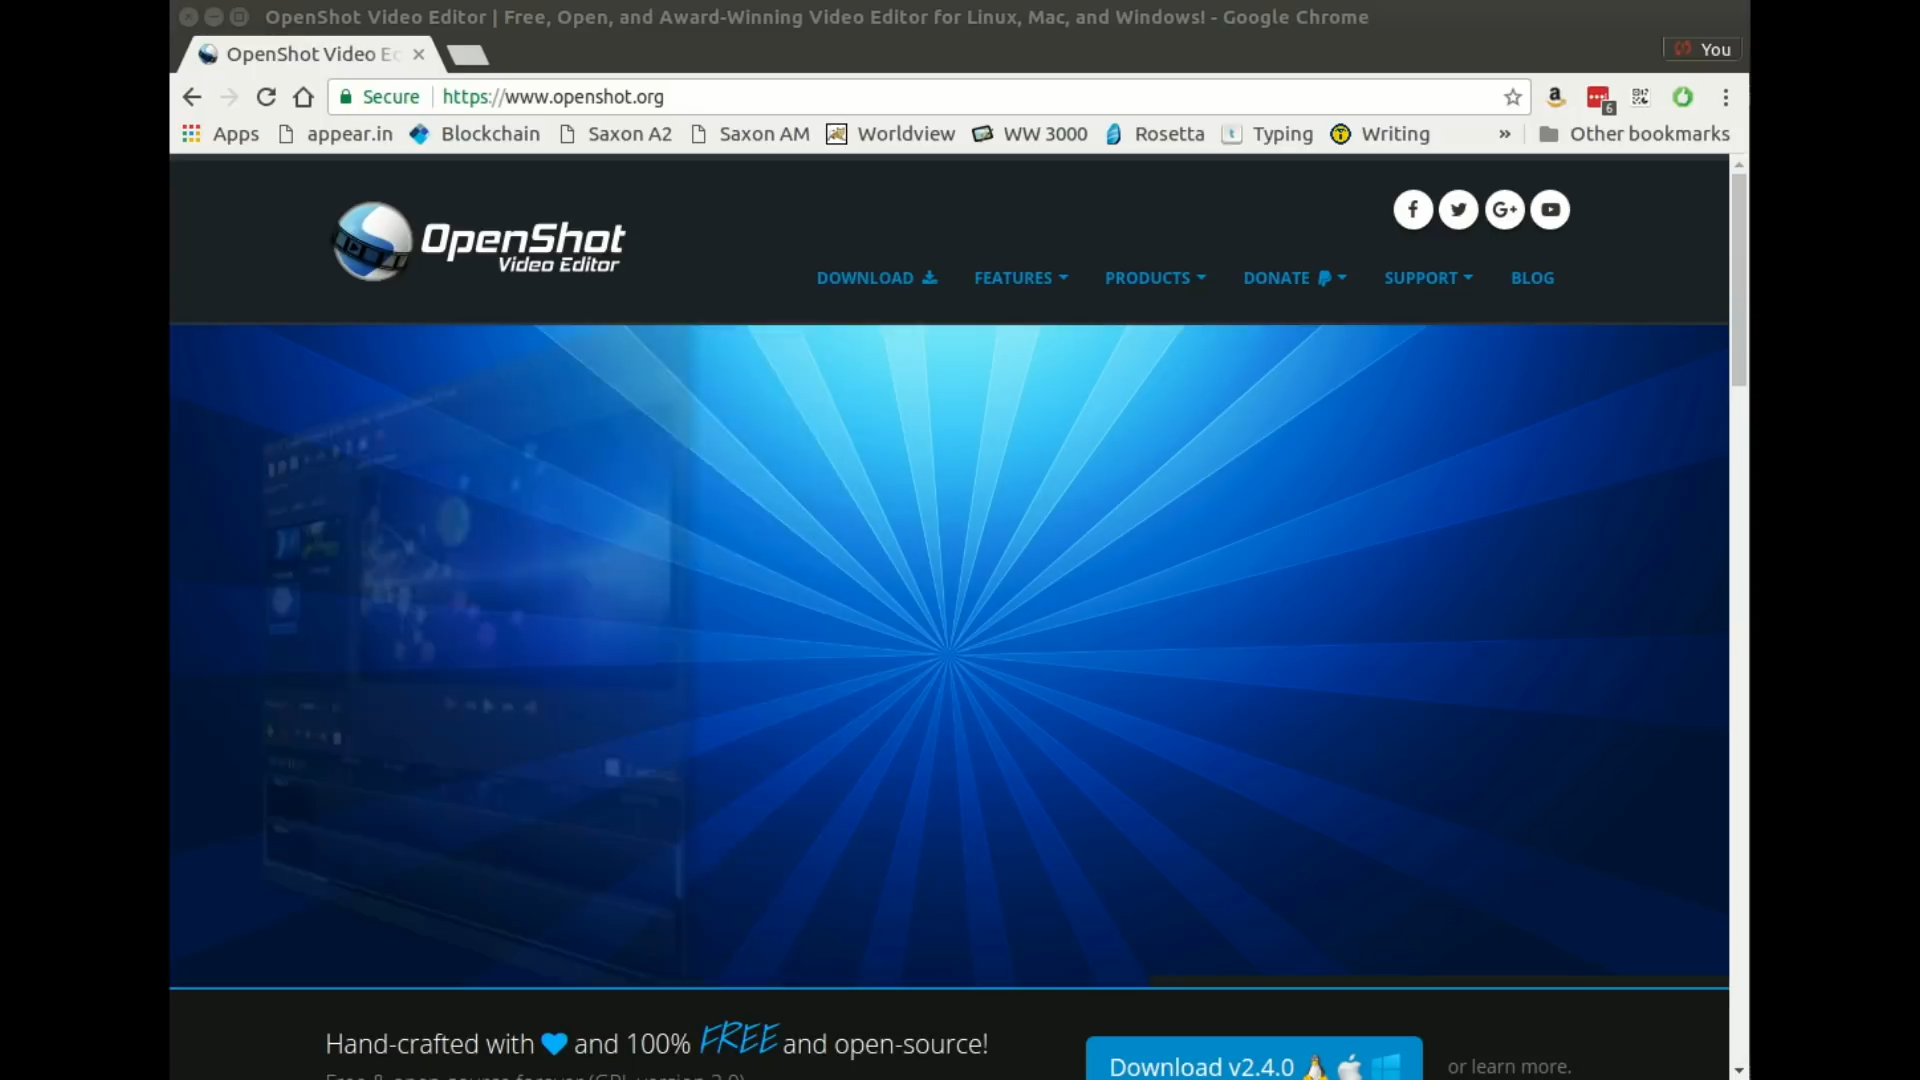 OpenShot Video Editor | Free, Open, and Award-Winning Video Editor for Linux, Mac, and Windows! - Google Chrome
OpenShot Video Ed
You
Secure https://www.openshot.org
6
Apps appear.in Blockchain Saxon A2 Saxon AM Worldview WW 3000 Rosetta Typing Writing » Other bookmarks
OpenShot
Video Editor
DOWNLOAD FEATURES PRODUCTS DONATE SUPPORT BLOG
Hand-crafted with and 100% FREE and open-source!
Download v2.4.0 or learn more.